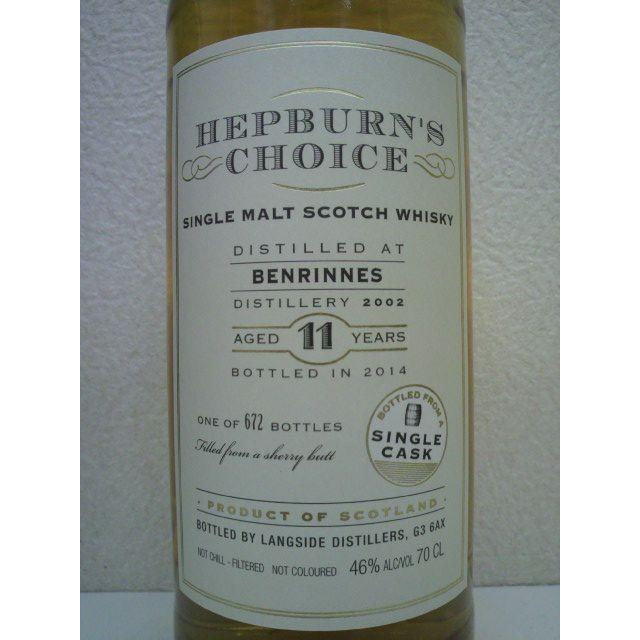 HEPBURN'S
CHOICE
SINGLE MALT SCOTCH WHISKY
DISTILLED AT
BENRINNES
DISTILLERY 2002
AGED 11 YEARS
BOTTLED IN 2014
ONE OF 672 BOTTLES
Filled from a sherry butt
BOTTLED FROM A
SINGLE
CASK
· PRODUCT OF SCOTLAND ·
BOTTLED BY LANGSIDE DISTILLERS, G3 6AX
NOT CHILL - FILTERED NOT COLOURED 46% ALC/VOL 70 CL